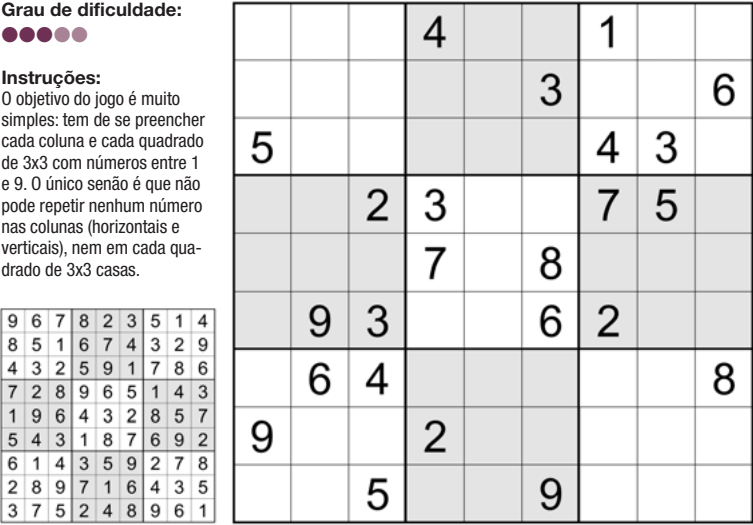 Grau de dificuldade:
Instruções:
O objetivo do jogo é muito
simples: tem de se preencher
cada coluna e cada quadrado
de 3x3 com números entre 1
e 9. O único senão é que não
pode repetir nenhum número
nas colunas (horizontais e
verticais), nem em cada qua-
drado de 3x3 casas.
9 6 7 8 2 3 5 1 4
8 5 1 6 7 4 3 2 9
4 3 2 5 9 1 7 8 6
7 2 8 9 6 5 1 4 3
1 9 6 4 3 2 8 5 7
5 4 3 1 8 7 6 9 2
6 1 4 3 5 9 2 7 8
2 8 9 7 1 6 4 3 5
3 7 5 2 4 8 9 6 1
4 1
3 6
5 4 3
2 3 7 5
7 8
9 3 6 2
6 4 8
9 2
5 9